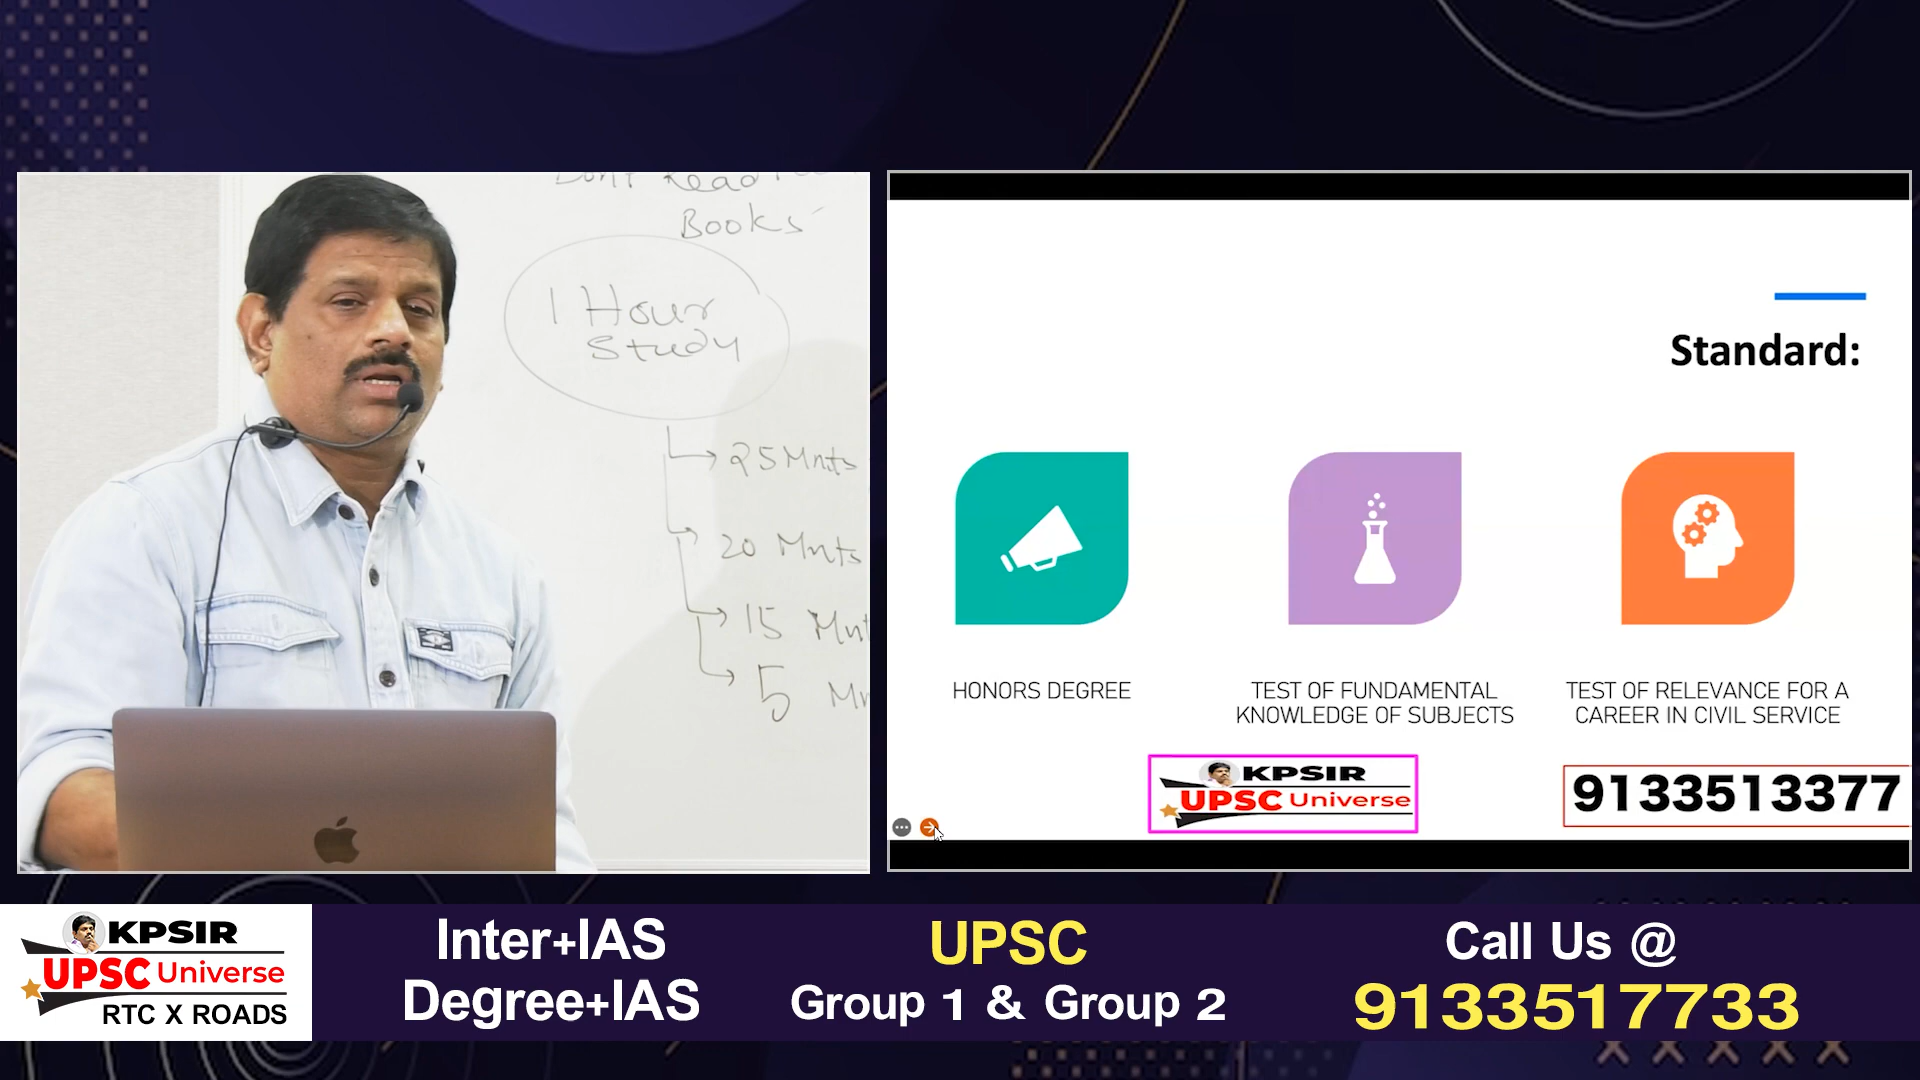 Books
1 Hour
Study
25 Mnts
20 Mnts
15
5
Standard:
HONORS DEGREE
TEST OF FUNDAMENTAL
KNOWLEDGE OF SUBJECTS
TEST OF RELEVANCE FOR A
CAREER IN CIVIL SERVICE
KPSIR
UPSC Universe
9133513377
KPSIR
UPSC Universe
RTC X ROADS
Inter+IAS
Degree+IAS
UPSC
Group 1 & Group 2
Call Us @
9133517733